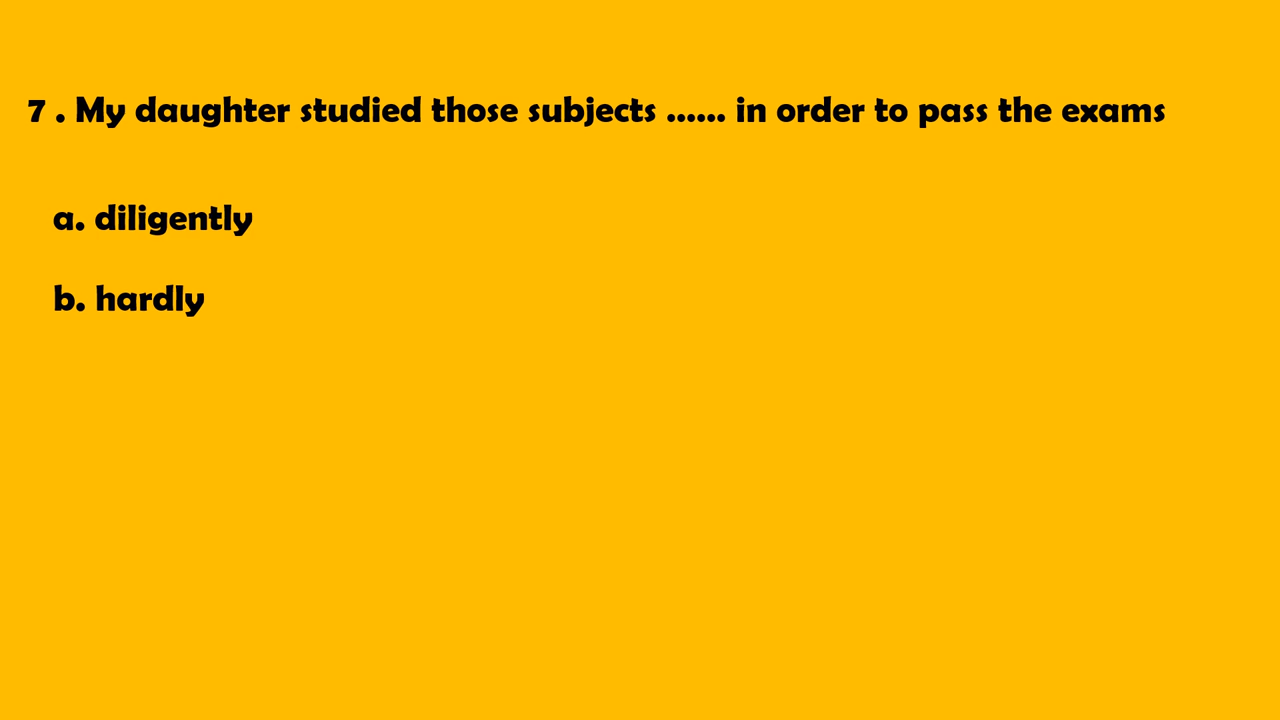 7 . My daughter studied those subjects ...... in order to pass the exams
a. diligently
b. hardly